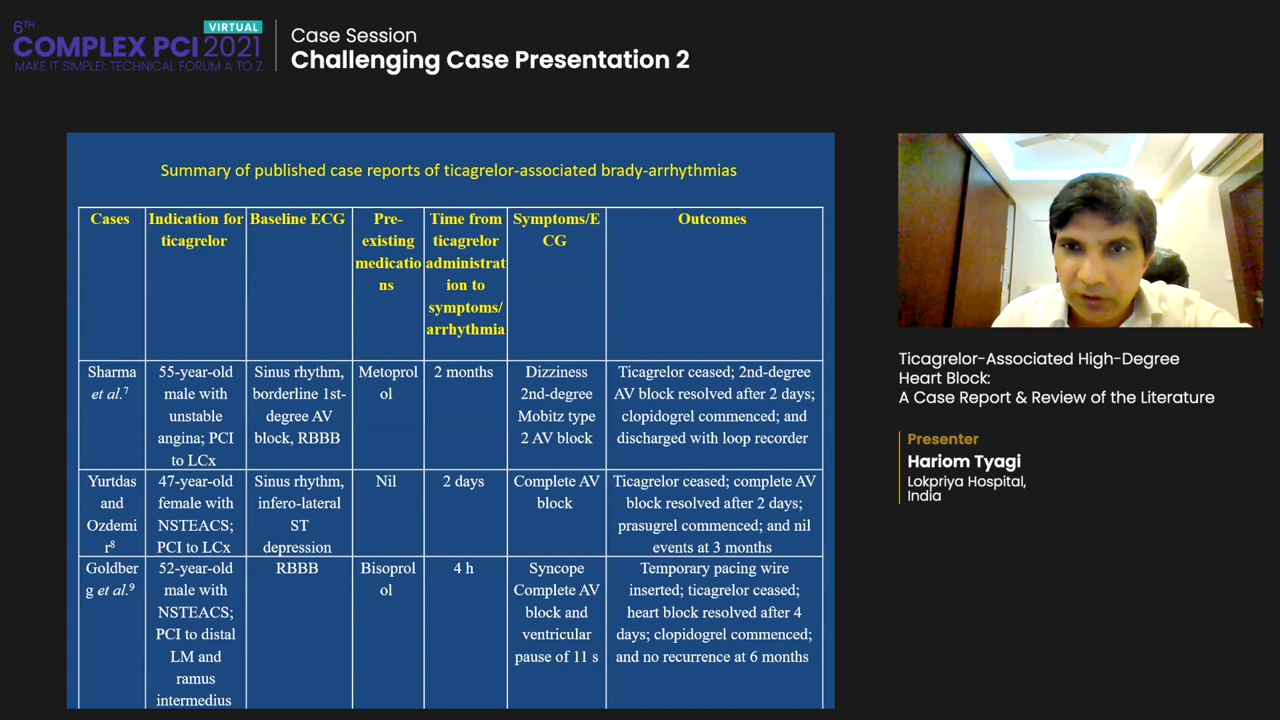 6TH
VIRTUAL
COMPLEX PCI 2021
MAKE IT SIMPLE!: TECHNICAL FORUM A TO Z
Case Session
Challenging Case Presentation 2
Summary of published case reports of ticagrelor-associated brady-arrhythmias
Cases
Indication for
ticagrelor
Baseline ECG
Pre-
existing
medicatio
ns
Time from
ticagrelor
administrat
ion to
symptoms/
arrhythmia
Symptoms/E
CG
Outcomes
Sharma
et al.⁷
55-year-old
male with
unstable
angina; PCI
to LCx
Sinus rhythm,
borderline 1st-
degree AV
block, RBBB
Metoprol
ol
2 months
Dizziness
2nd-degree
Mobitz type
2 AV block
Ticagrelor ceased; 2nd-degree
AV block resolved after 2 days;
clopidogrel commenced; and
discharged with loop recorder
Yurtdas
and
Ozdemi
r⁸
47-year-old
female with
NSTEACS;
PCI to LCx
Sinus rhythm,
infero-lateral
ST
depression
Nil
2 days
Complete AV
block
Ticagrelor ceased; complete AV
block resolved after 2 days;
prasugrel commenced; and nil
events at 3 months
Goldber
g et al.⁹
52-year-old
male with
NSTEACS;
PCI to distal
LM and
ramus
intermedius
RBBB
Bisoprol
ol
4 h
Syncope
Complete AV
block and
ventricular
pause of 11 s
Temporary pacing wire
inserted; ticagrelor ceased;
heart block resolved after 4
days; clopidogrel commenced;
and no recurrence at 6 months
Ticagrelor-Associated High-Degree
Heart Block:
A Case Report & Review of the Literature
Presenter
Hariom Tyagi
Lokpriya Hospital,
India